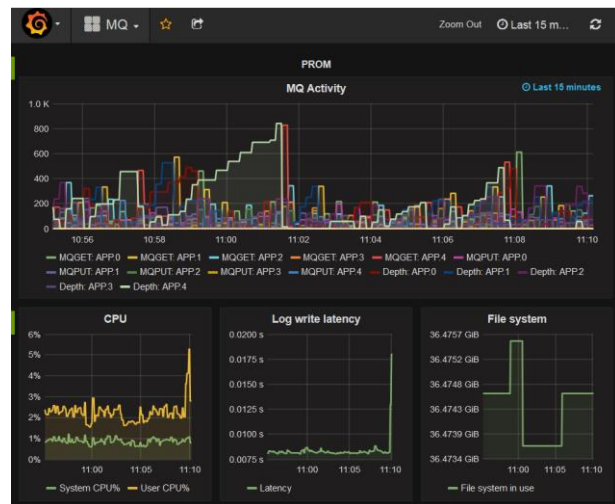 MQ
Zoom Out
Last 15 m...
PROM
MQ Activity
Last 15 minutes
1.0 K
800
600
400
200
0
10:56 10:58 11:00 11:02 11:04 11:06 11:08 11:10
MQGET: APP.0 MQGET: APP.1 MQGET: APP.2 MQGET: APP.3 MQGET: APP.4 MQPUT: APP.0
MQPUT: APP.1 MQPUT: APP.2 MQPUT: APP.3 MQPUT: APP.4 Depth: APP.0 Depth: APP.1 Depth: APP.2
Depth: APP.3 Depth: APP.4
CPU
6%
5%
4%
3%
2%
1%
0%
11:00 11:05 11:10
System CPU% User CPU%
Log write latency
0.0200 s
0.0175 s
0.0150 s
0.0125 s
0.0100 s
0.0075 s
11:00 11:05 11:10
Latency
File system
36.4757 GiB
36.4752 GiB
36.4748 GiB
36.4743 GiB
36.4739 GiB
36.4734 GiB
11:00 11:05 11:10
File system in use